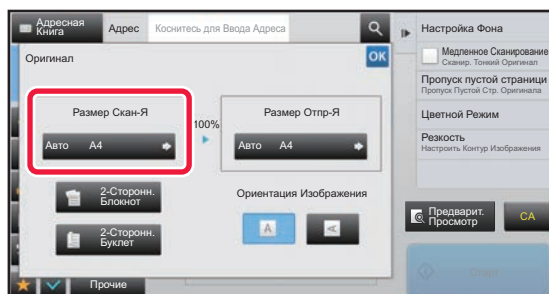 Адресная
Книга
Адрес
Коснитесь для Ввода Адреса
Оригинал
OK
Размер Скан-Я
Авто A4
100%
Размер Отпр-Я
Авто A4
2-Сторонн.
Блокнот
2-Сторонн.
Буклет
Ориентация Изображения
A
A
Прочие
Настройка Фона
Медленное Сканирование
Сканир. Тонкий Оригинал
Пропуск пустой страници
Пропуск Пустой Стр. Оригинала
Цветной Режим
Резкость
Настроить Контур Изображения
Предварит.
Просмотр
CA
Старт